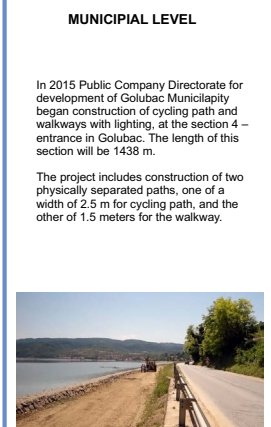 MUNICIPIAL LEVEL
In 2015 Public Company Directorate for
development of Golubac Municilapity
began construction of cycling path and
walkways with lighting, at the section 4 –
entrance in Golubac. The length of this
section will be 1438 m.
The project includes construction of two
physically separated paths, one of a
width of 2.5 m for cycling path, and the
other of 1.5 meters for the walkway.